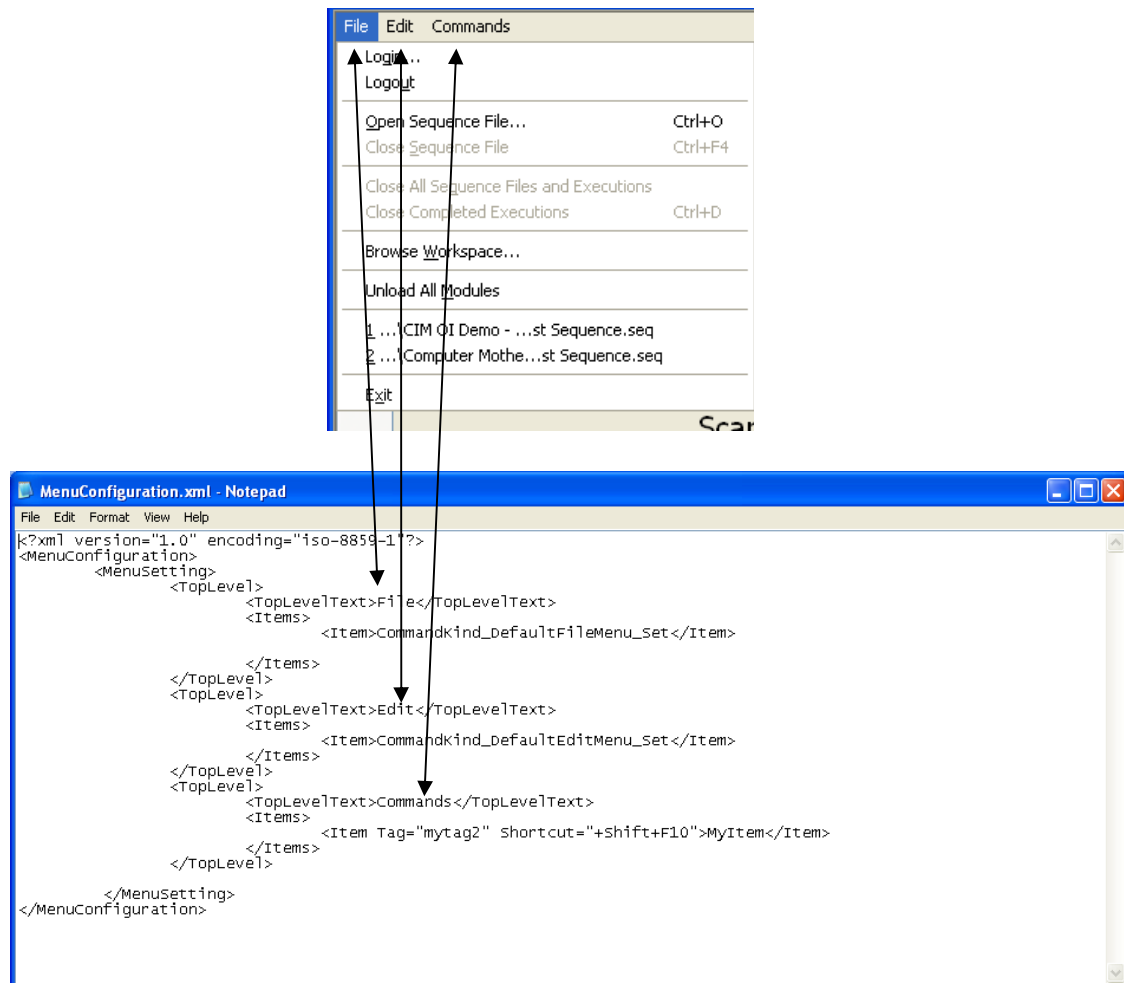 File Edit Commands
Login...
Logout
Open Sequence File... Ctrl+O
Close Sequence File Ctrl+F4
Close All Sequence Files and Executions
Close Completed Executions Ctrl+D
Browse Workspace...
Unload All Modules
1 ...\CIM OI Demo - ...st Sequence.seq
2 ...\Computer Mothe...st Sequence.seq
Exit
Scar
MenuConfiguration.xml - Notepad
File Edit Format View Help
<?xml version="1.0" encoding="iso-8859-1"?>
<MenuConfiguration>
<MenuSetting>
<TopLevel>
<TopLevelText>File</TopLevelText>
<Items>
<Item>CommandKind_DefaultFileMenu_Set</Item>
</Items>
</TopLevel>
<TopLevel>
<TopLevelText>Edit</TopLevelText>
<Items>
<Item>CommandKind_DefaultEditMenu_Set</Item>
</Items>
</TopLevel>
<TopLevel>
<TopLevelText>Commands</TopLevelText>
<Items>
<Item Tag="mytag2" Shortcut="+Shift+F10">MyItem</Item>
</Items>
</TopLevel>
</MenuSetting>
</MenuConfiguration>